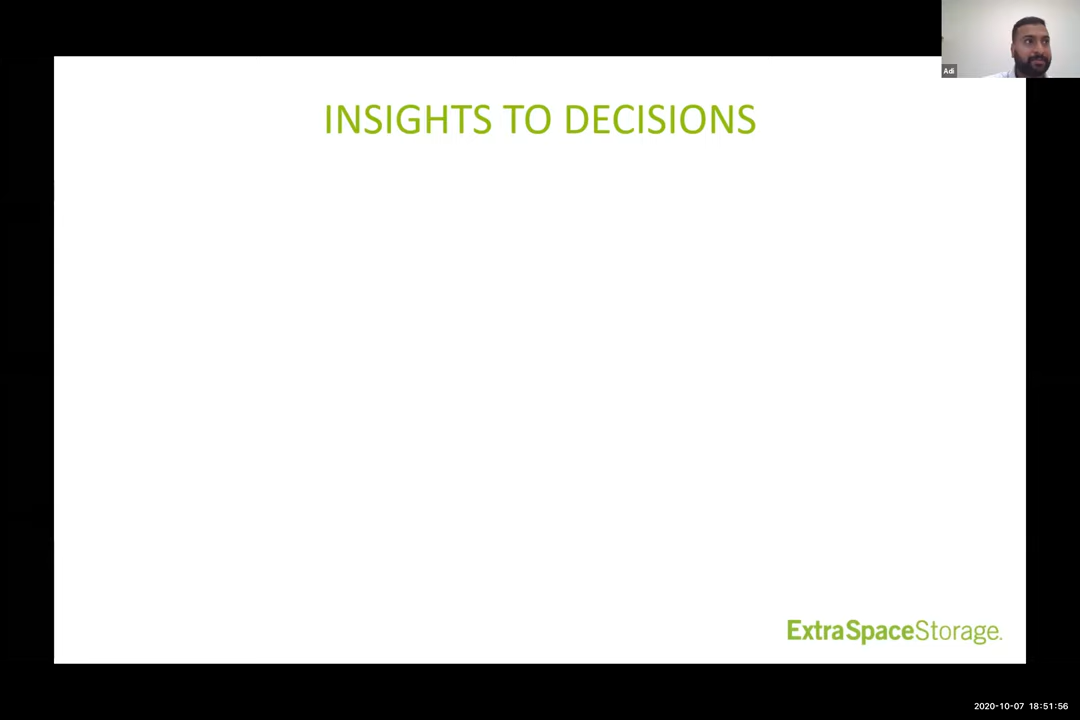 Adi
INSIGHTS TO DECISIONS
ExtraSpaceStorage.
2020-10-07 18:51:56